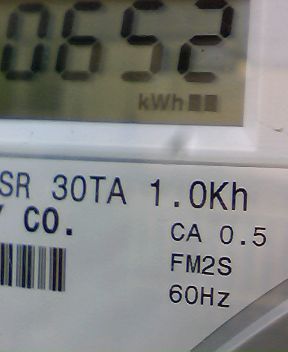 0652
kWh
SR 30TA 1.0Kh
Y CO.
CA 0.5
FM2S
60Hz